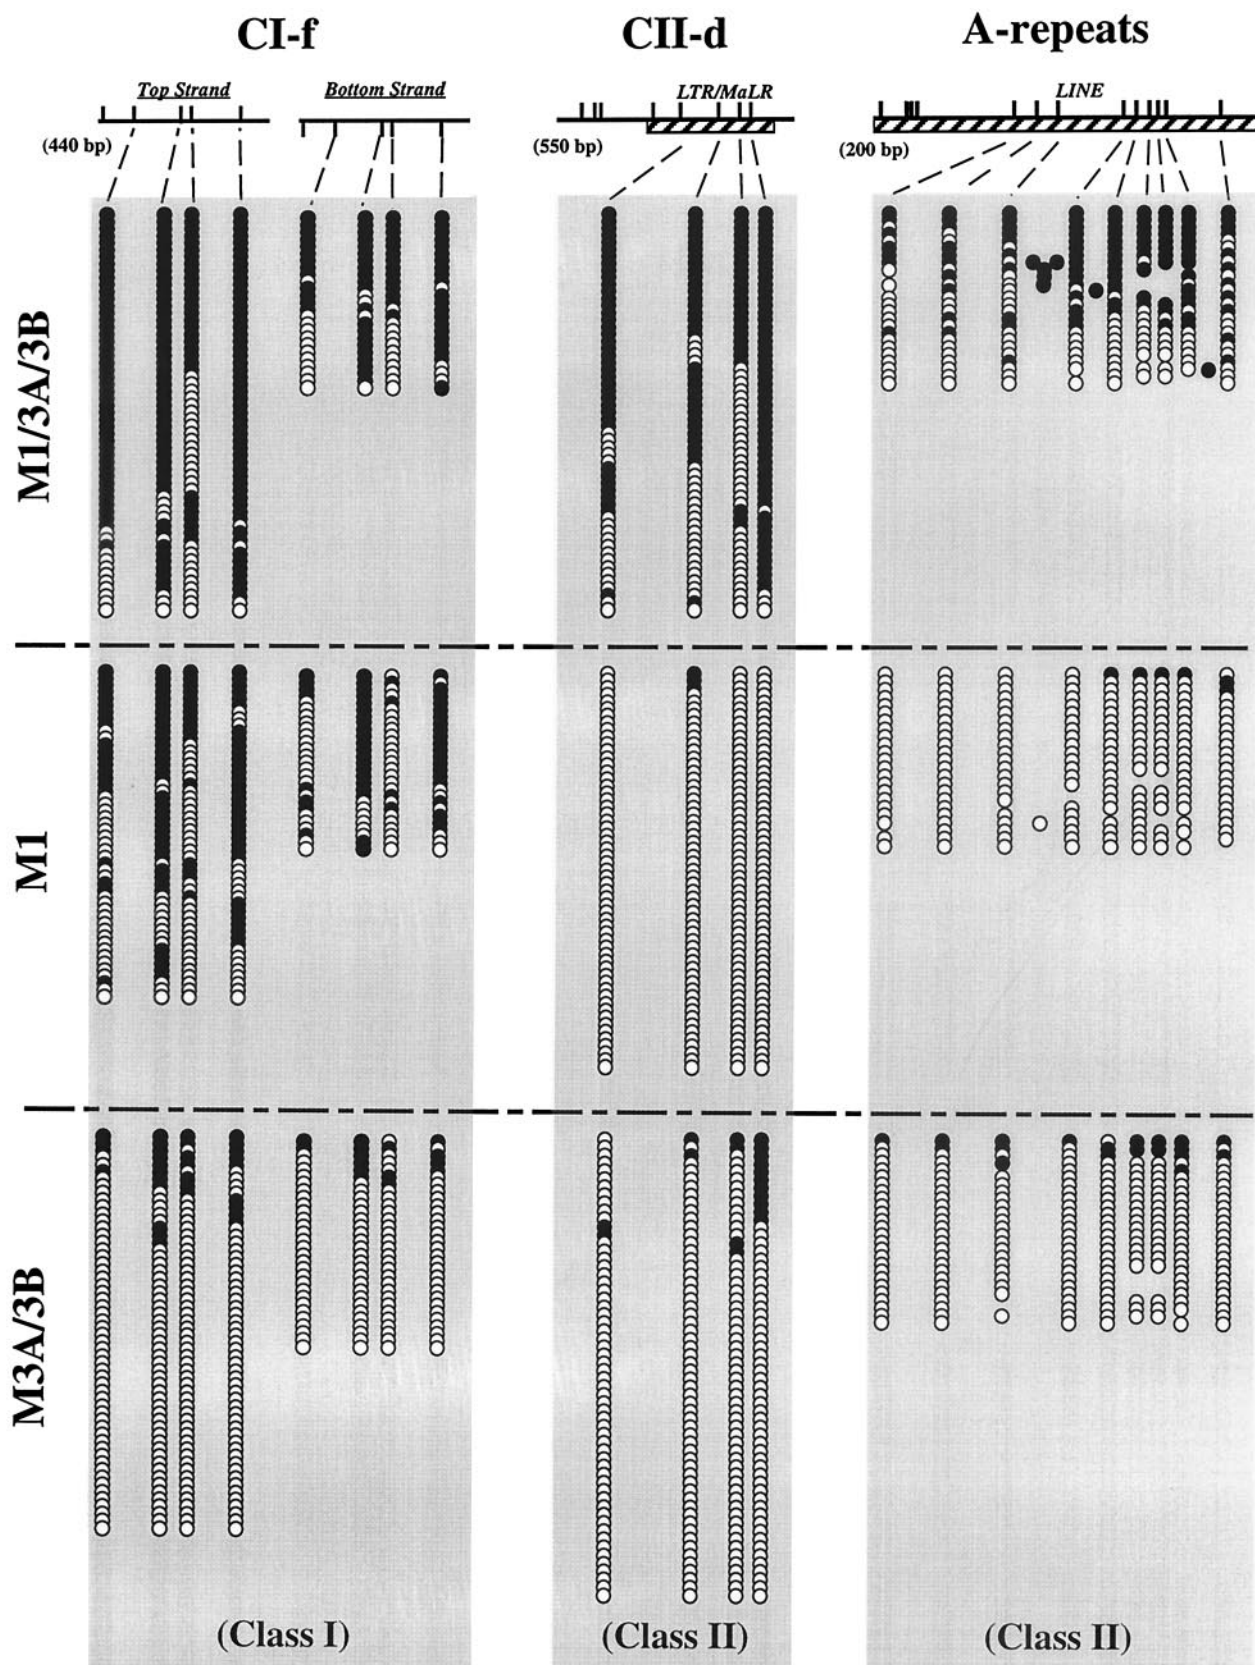 CI-f CII-d A-repeats
Top Strand Bottom Strand LTR/MaLR LINE
(440 bp) (550 bp) (200 bp)
M1/3A/3B
M1
M3A/3B
(Class I) (Class II) (Class II)